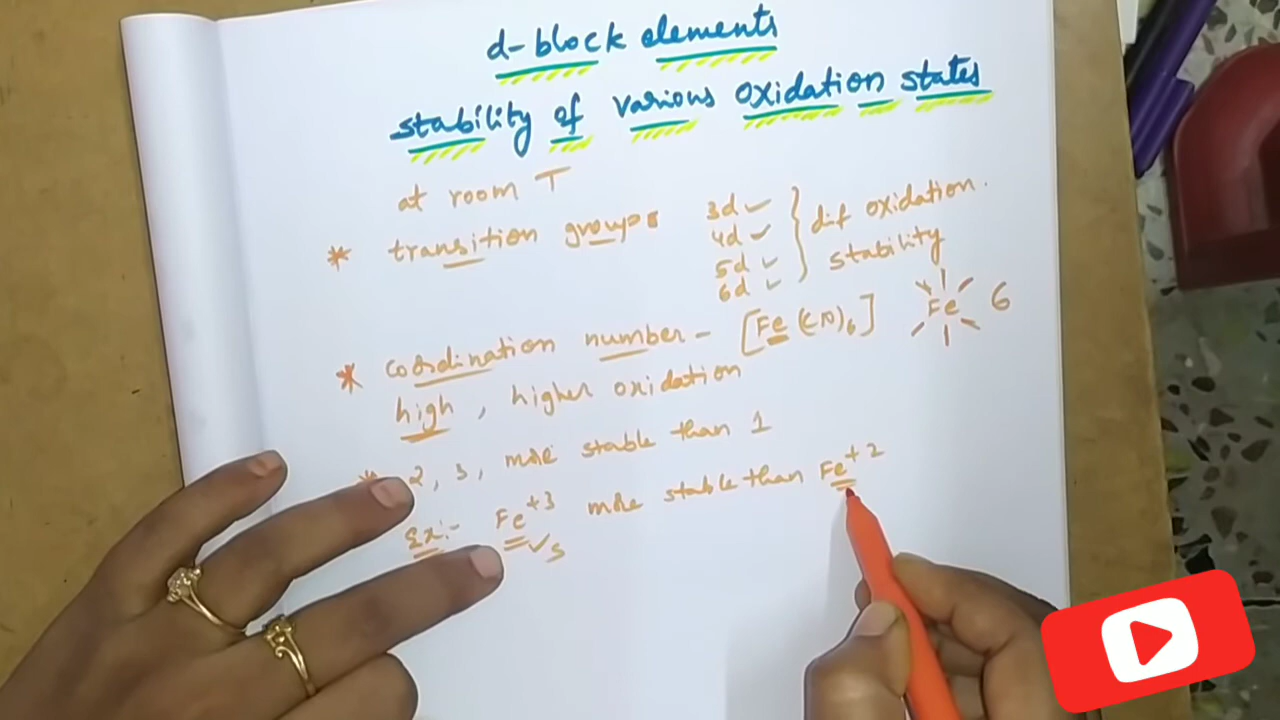 d-block elements
stability of various oxidation states
at room T
* transition groups 3d ✓ } dif oxidation.
4d ✓ stability
5d ✓
6d ✓
* coordination number - [Fe(CN)6] Fe 6
high, higher oxidation
* 2, 3, more stable than 1
Ex:- Fe+3 more stable than Fe+2
✓s